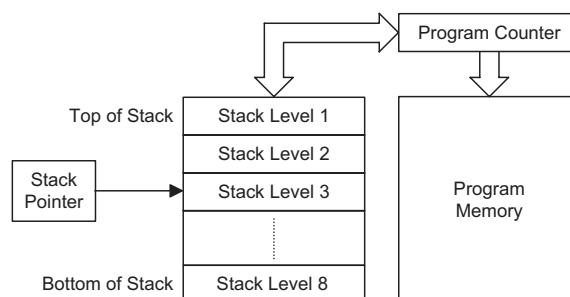 Program Counter
Top of Stack
Stack Level 1
Stack Level 2
Stack
Pointer
Stack Level 3
Program
Memory
Bottom of Stack
Stack Level 8